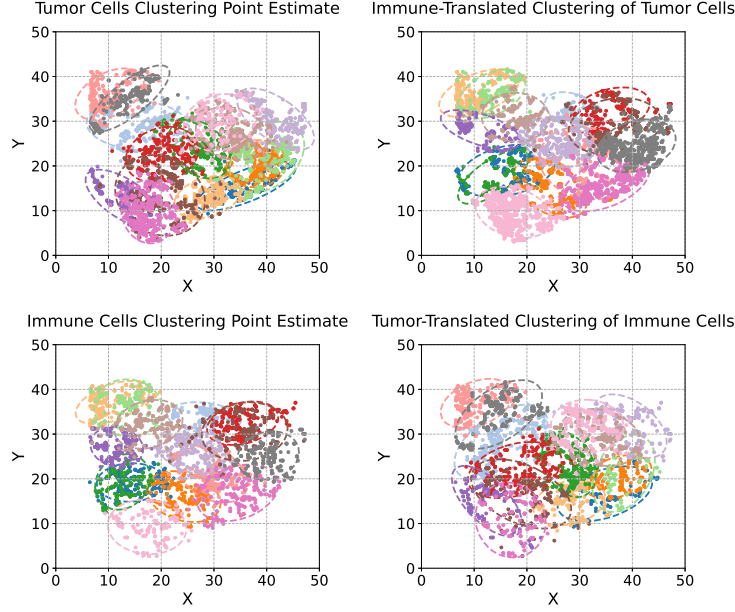 Tumor Cells Clustering Point Estimate
Immune-Translated Clustering of Tumor Cells
50
40
30
20
10
0
Y
0 10 20 30 40 50
X
50
40
30
20
10
0
Y
0 10 20 30 40 50
X
Immune Cells Clustering Point Estimate
Tumor-Translated Clustering of Immune Cells
50
40
30
20
10
0
Y
0 10 20 30 40 50
X
50
40
30
20
10
0
Y
0 10 20 30 40 50
X